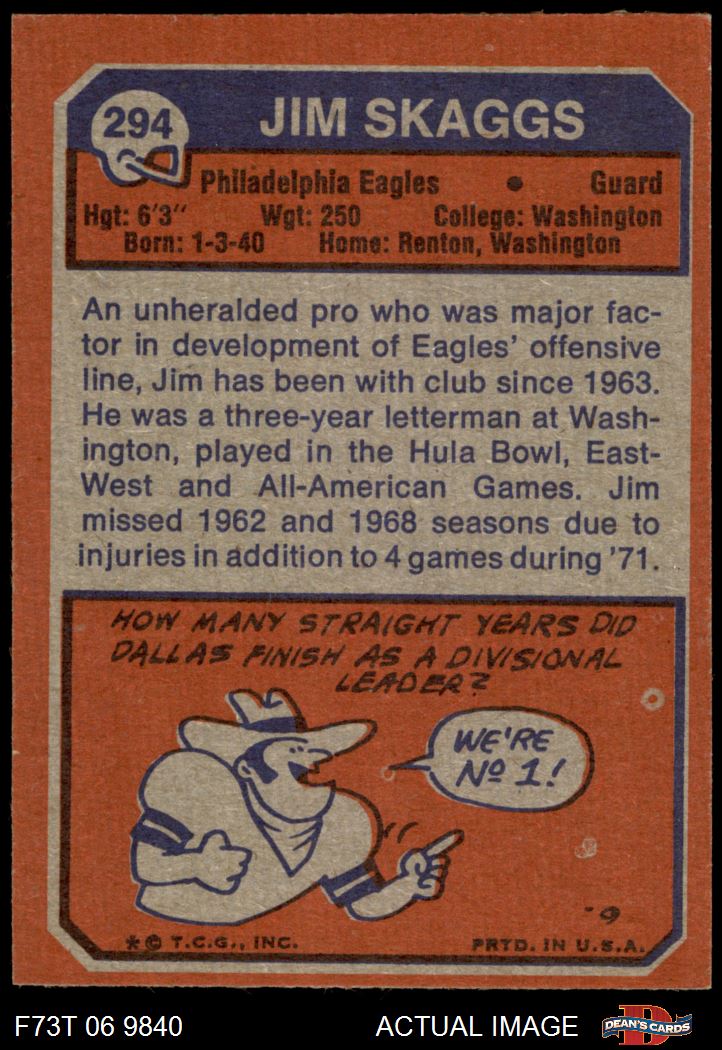 294
JIM SKAGGS
Philadelphia Eagles • Guard
Hgt: 6'3" Wgt: 250 College: Washington
Born: 1-3-40 Home: Renton, Washington
An unheralded pro who was major fac-
tor in development of Eagles' offensive
line, Jim has been with club since 1963.
He was a three-year letterman at Wash-
ington, played in the Hula Bowl, East-
West and All-American Games. Jim
missed 1962 and 1968 seasons due to
injuries in addition to 4 games during '71.
HOW MANY STRAIGHT YEARS DID
DALLAS FINISH AS A DIVISIONAL
LEADER?
WE'RE
Nº 1!
* © T.C.G., INC. PRTD. IN U.S.A.
F73T 06 9840 ACTUAL IMAGE
D
DEAN'S CARDS